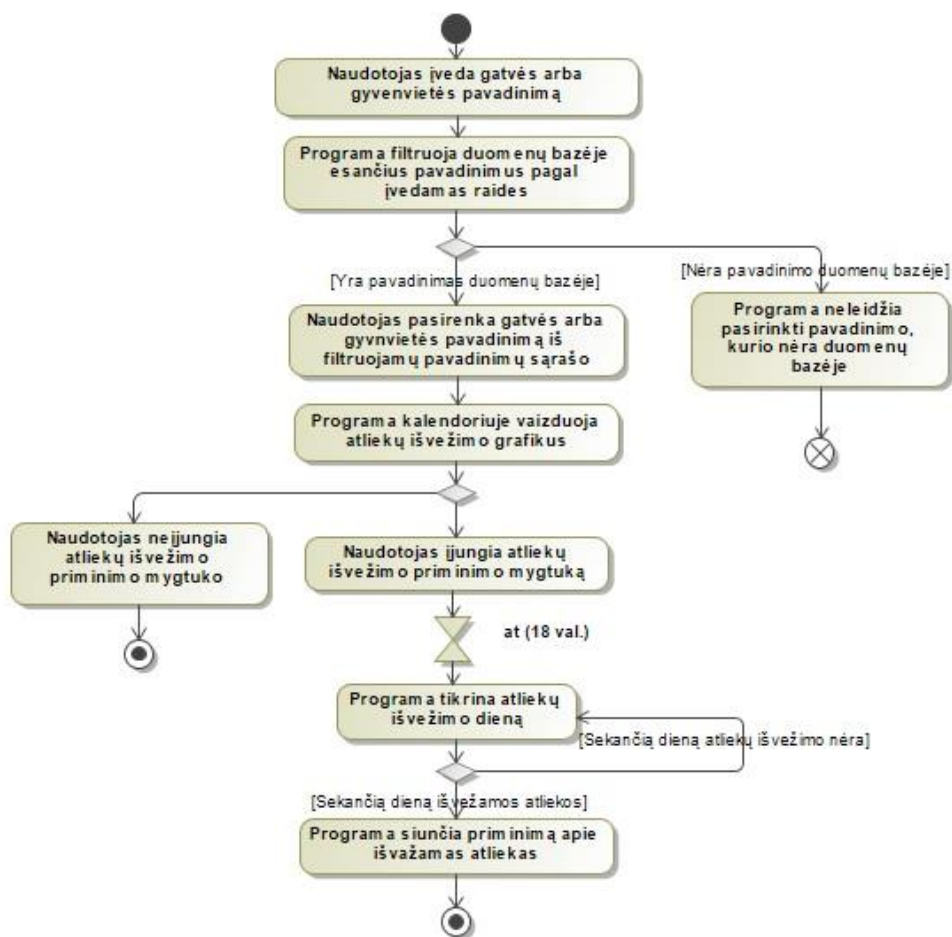 Naudotojas įveda gatvės arba
gyvenvietės pavadinimą
Programa filtruoja duomenų bazėje
esančius pavadinimus pagal
įvedamas raides
[Yra pavadinimas duomenų bazėje]
[Nėra pavadinimo duomenų bazėje]
Naudotojas pasirenka gatvės arba
gyvnvietės pavadinimą iš
filtruojamų pavadinimų sąrašo
Programa neleidžia
pasirinkti pavadinimo,
kurio nėra duomenų
bazėje
Programa kalendoriuje vaizduoja
atliekų išvežimo grafikus
Naudotojas neįjungia
atliekų išvežimo
priminimo mygtuko
Naudotojas įjungia atliekų
išvežimo priminimo mygtuką
at (18 val.)
Programa tikrina atliekų
išvežimo dieną
[Sekančią dieną atliekų išvežimo nėra]
[Sekančią dieną išvežamos atliekos]
Programa siunčia priminimą apie
išvažamas atliekas